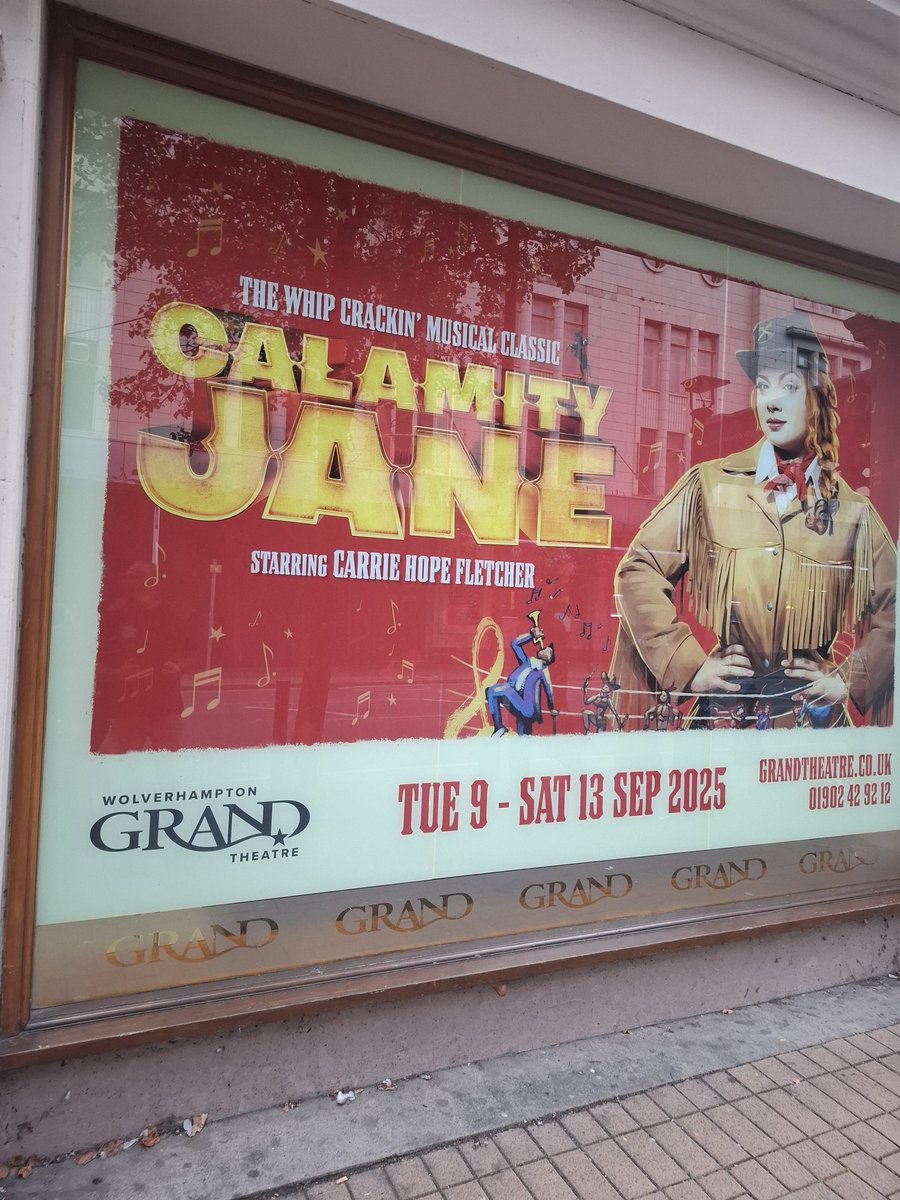 THE WHIP CRACKIN' MUSICAL CLASSIC
CALAMITY
JANE
STARRING CARRIE HOPE FLETCHER
WOLVERHAMPTON
GRAND
THEATRE
TUE 9 - SAT 13 SEP 2025
GRANDTHEATRE.CO.UK
01902 42 92 12
GRAND GRAND GRAND GRAND GRAND